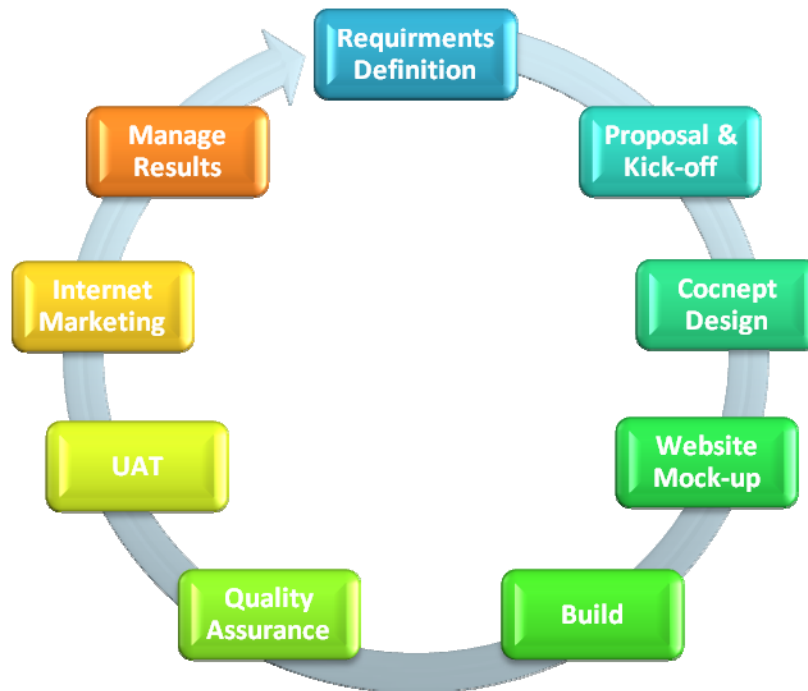 Requirments
Definition
Proposal &
Kick-off
Cocnept
Design
Website
Mock-up
Build
Quality
Assurance
UAT
Internet
Marketing
Manage
Results